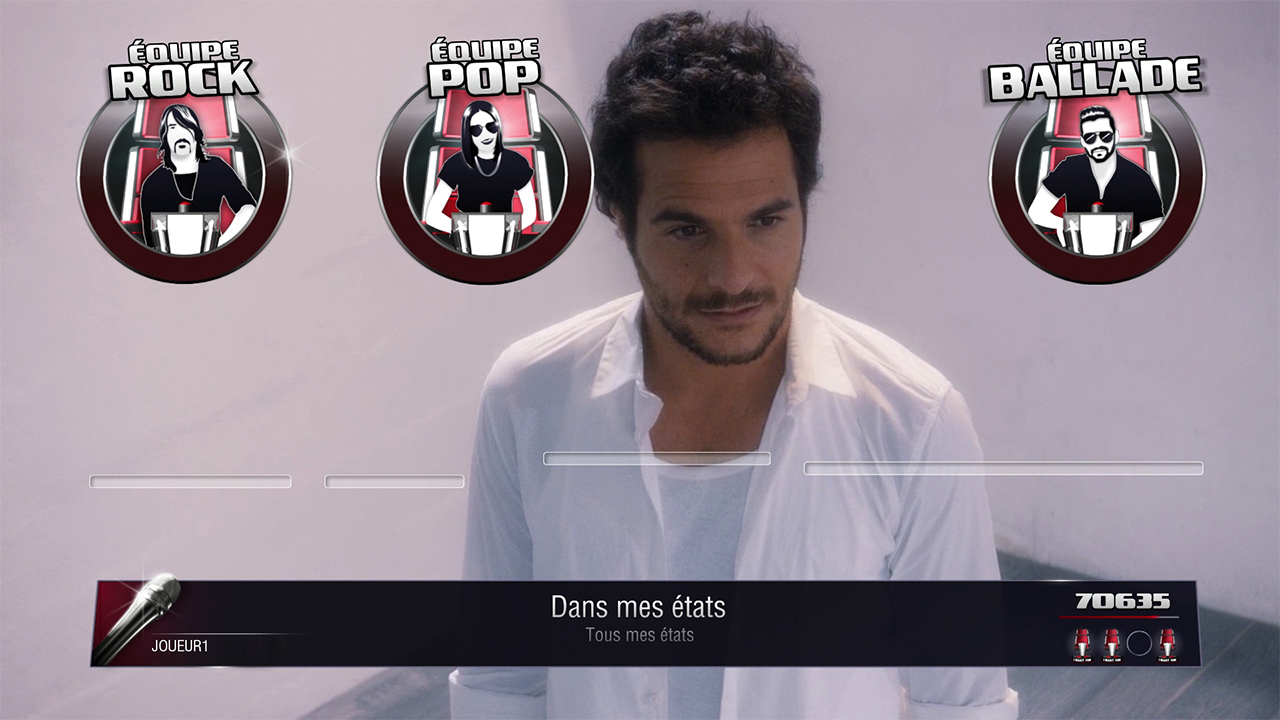 ÉQUIPE
ROCK
ÉQUIPE
POP
ÉQUIPE
BALLADE
Dans mes états
Tous mes états
JOUEUR1
70635